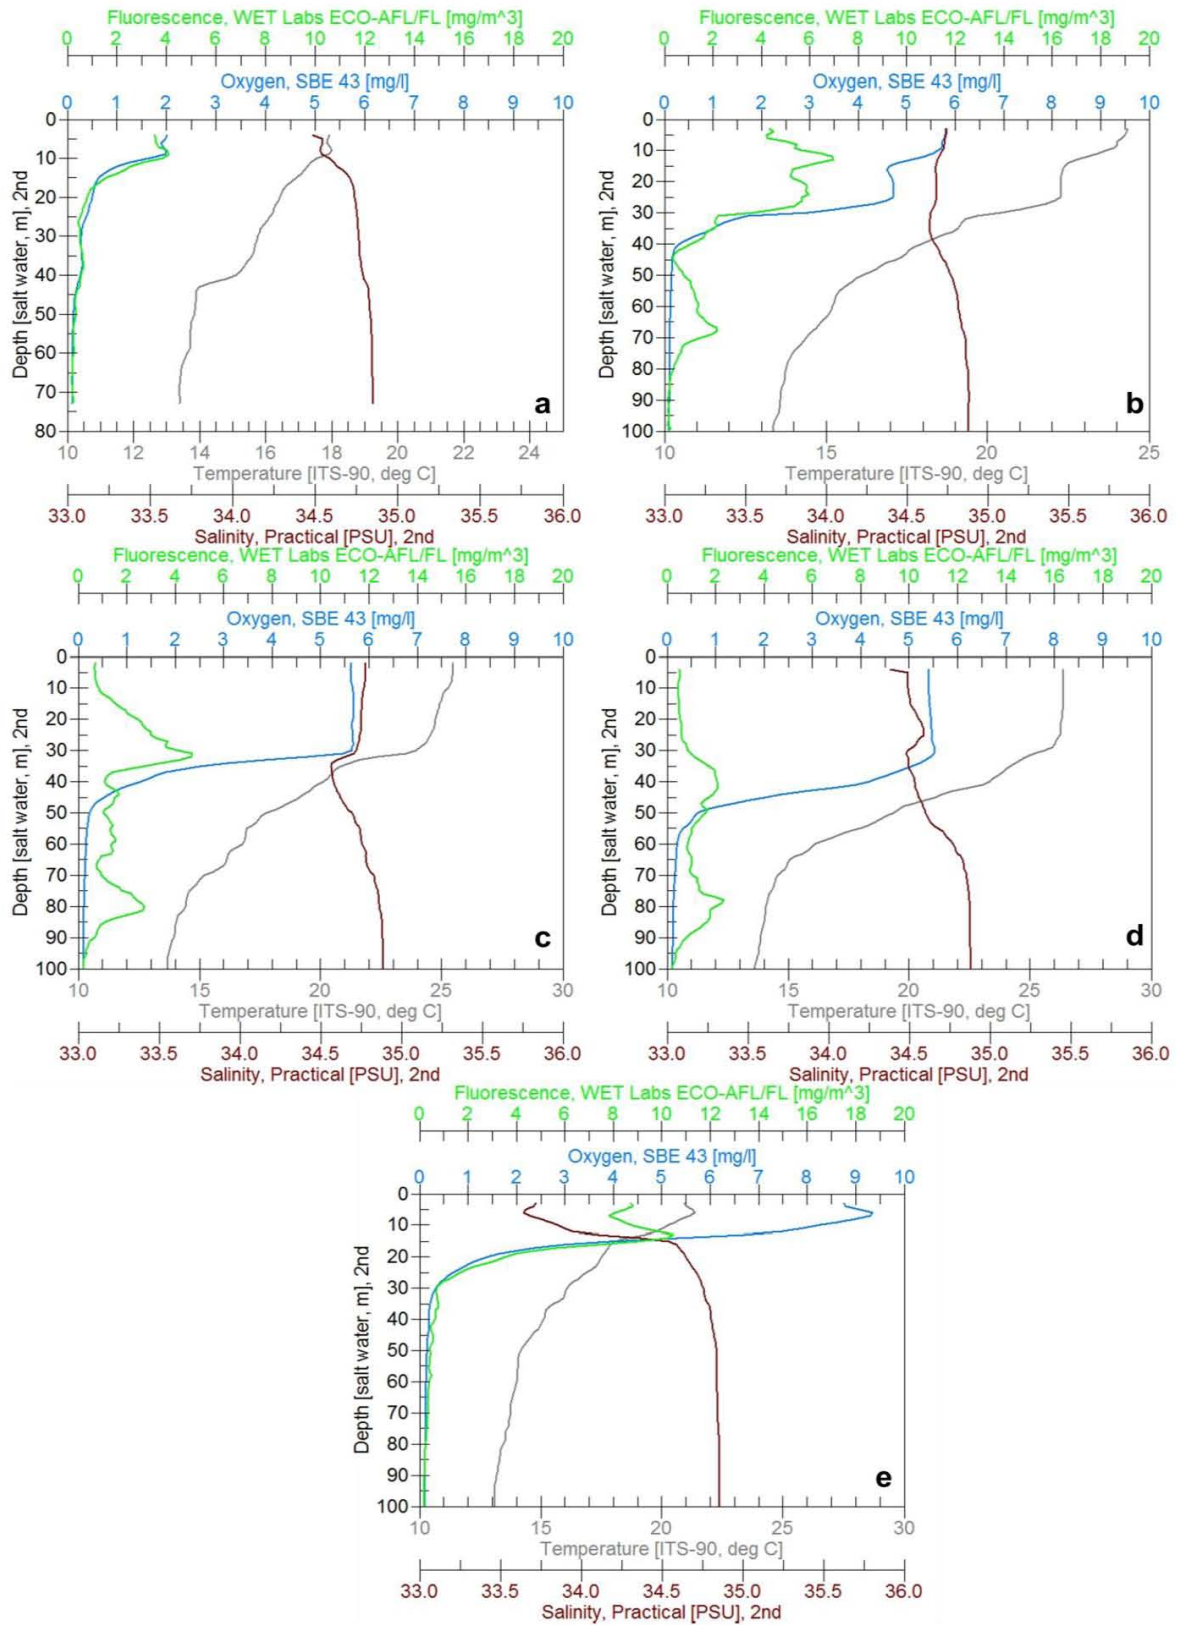 Fluorescence, WET Labs ECO-AFL/FL [mg/m^3]
0 2 4 6 8 10 12 14 16 18 20
Oxygen, SBE 43 [mg/l]
0 1 2 3 4 5 6 7 8 9 10
Depth [salt water, m], 2nd
0
10
20
30
40
50
60
70
80
a
10 12 14 16 18 20 22 24
Temperature [ITS-90, deg C]
33.0 33.5 34.0 34.5 35.0 35.5 36.0
Salinity, Practical [PSU], 2nd
Fluorescence, WET Labs ECO-AFL/FL [mg/m^3]
0 2 4 6 8 10 12 14 16 18 20
Oxygen, SBE 43 [mg/l]
0 1 2 3 4 5 6 7 8 9 10
Depth [salt water, m], 2nd
0
10
20
30
40
50
60
70
80
90
100
b
10 15 20 25
Temperature [ITS-90, deg C]
33.0 33.5 34.0 34.5 35.0 35.5 36.0
Salinity, Practical [PSU], 2nd
Fluorescence, WET Labs ECO-AFL/FL [mg/m^3]
0 2 4 6 8 10 12 14 16 18 20
Oxygen, SBE 43 [mg/l]
0 1 2 3 4 5 6 7 8 9 10
Depth [salt water, m], 2nd
0
10
20
30
40
50
60
70
80
90
100
c
10 15 20 25 30
Temperature [ITS-90, deg C]
33.0 33.5 34.0 34.5 35.0 35.5 36.0
Salinity, Practical [PSU], 2nd
Fluorescence, WET Labs ECO-AFL/FL [mg/m^3]
0 2 4 6 8 10 12 14 16 18 20
Oxygen, SBE 43 [mg/l]
0 1 2 3 4 5 6 7 8 9 10
Depth [salt water, m], 2nd
0
10
20
30
40
50
60
70
80
90
100
d
10 15 20 25 30
Temperature [ITS-90, deg C]
33.0 33.5 34.0 34.5 35.0 35.5 36.0
Salinity, Practical [PSU], 2nd
Fluorescence, WET Labs ECO-AFL/FL [mg/m^3]
0 2 4 6 8 10 12 14 16 18 20
Oxygen, SBE 43 [mg/l]
0 1 2 3 4 5 6 7 8 9 10
Depth [salt water, m], 2nd
0
10
20
30
40
50
60
70
80
90
100
e
10 15 20 25 30
Temperature [ITS-90, deg C]
33.0 33.5 34.0 34.5 35.0 35.5 36.0
Salinity, Practical [PSU], 2nd